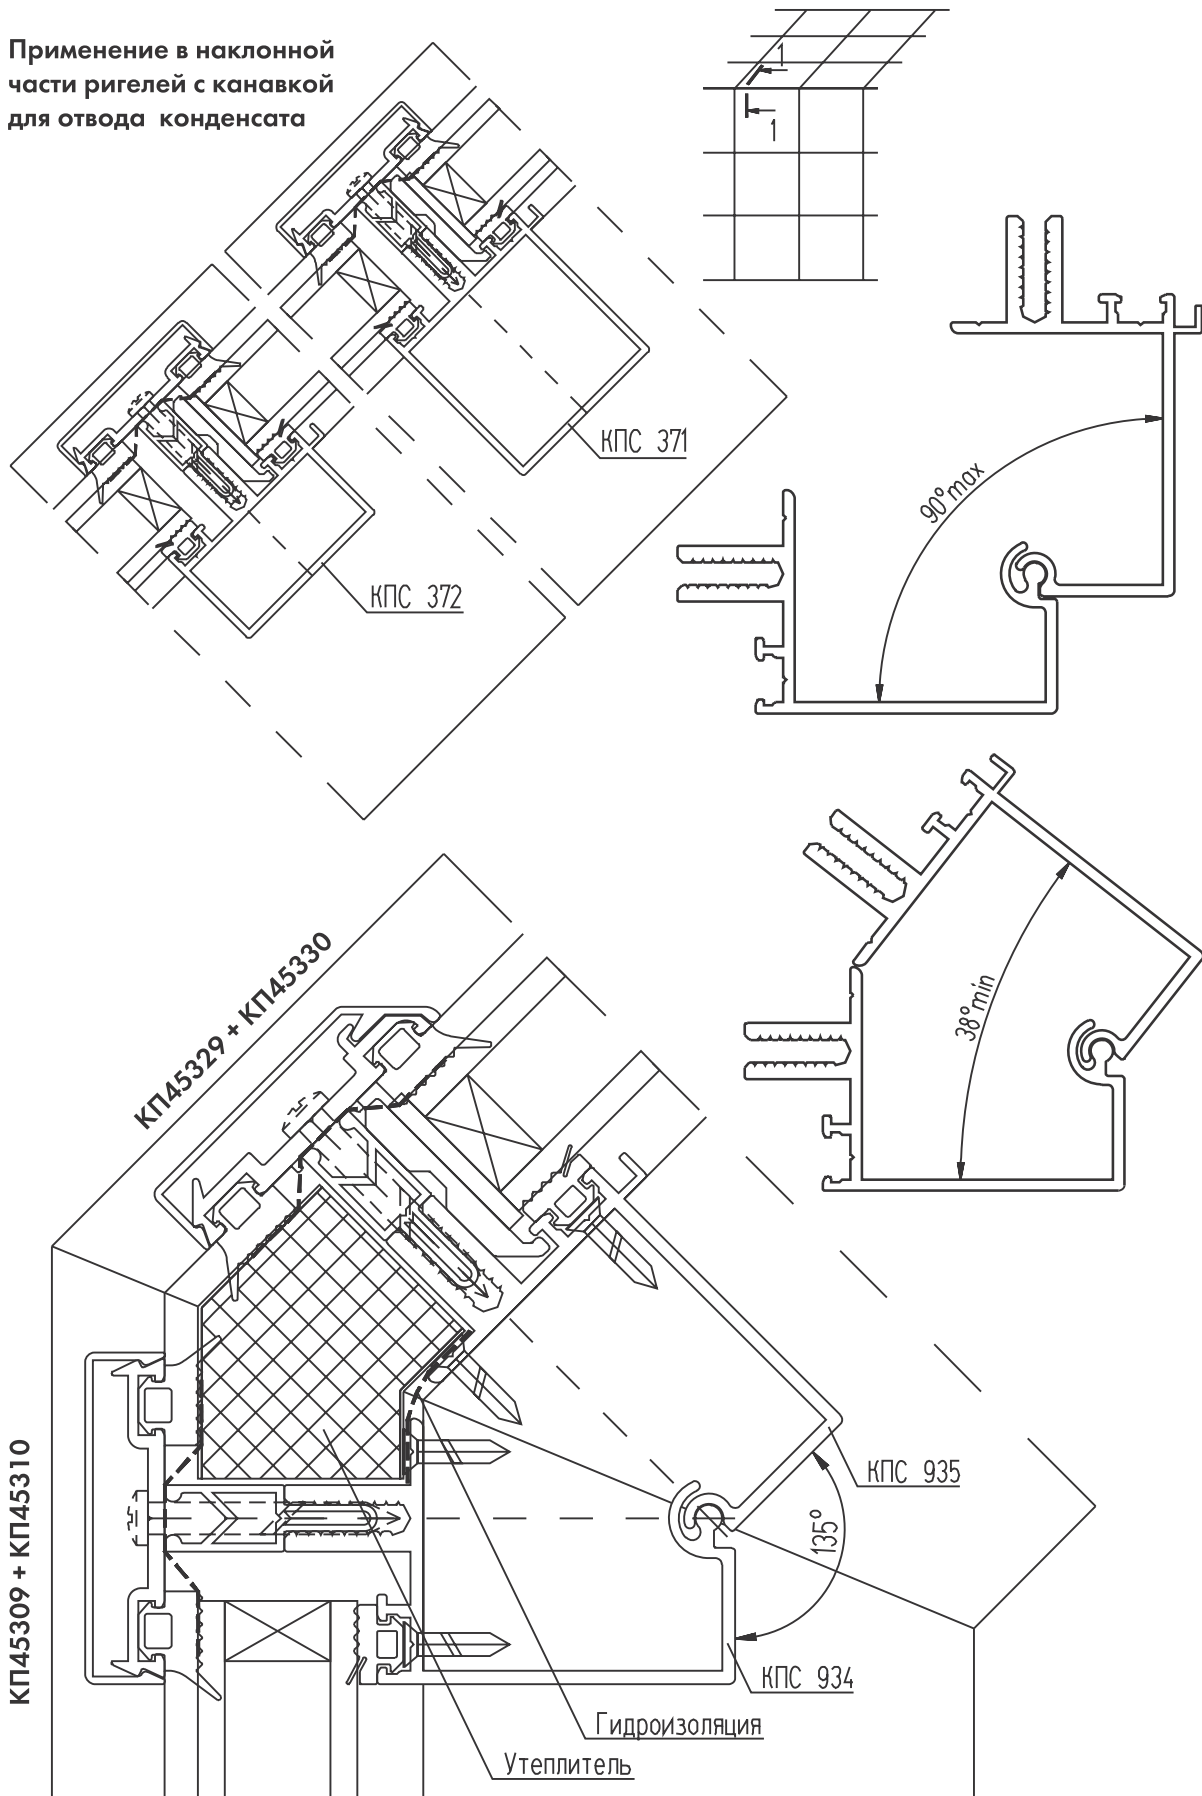 Применение в наклонной
части ригелей с канавкой
для отвода конденсата
1
1
КПС 371
КПС 372
90°max
38°min
КП45329 + КП45330
КП45309 + КП45310
КПС 935
135°
КПС 934
Гидроизоляция
Утеплитель